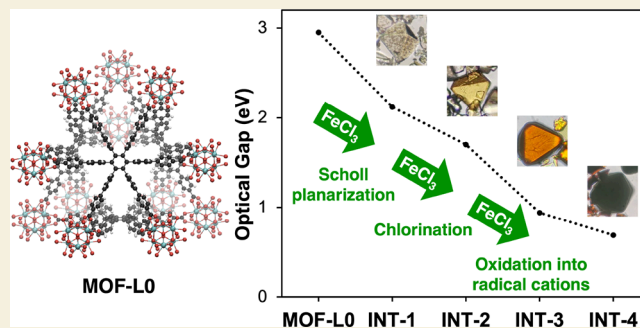 MOF-L0
Optical Gap (eV)
3
2
1
0
FeCl₃
Scholl
planarization
FeCl₃
Chlorination
FeCl₃
Oxidation into
radical cations
MOF-L0 INT-1 INT-2 INT-3 INT-4